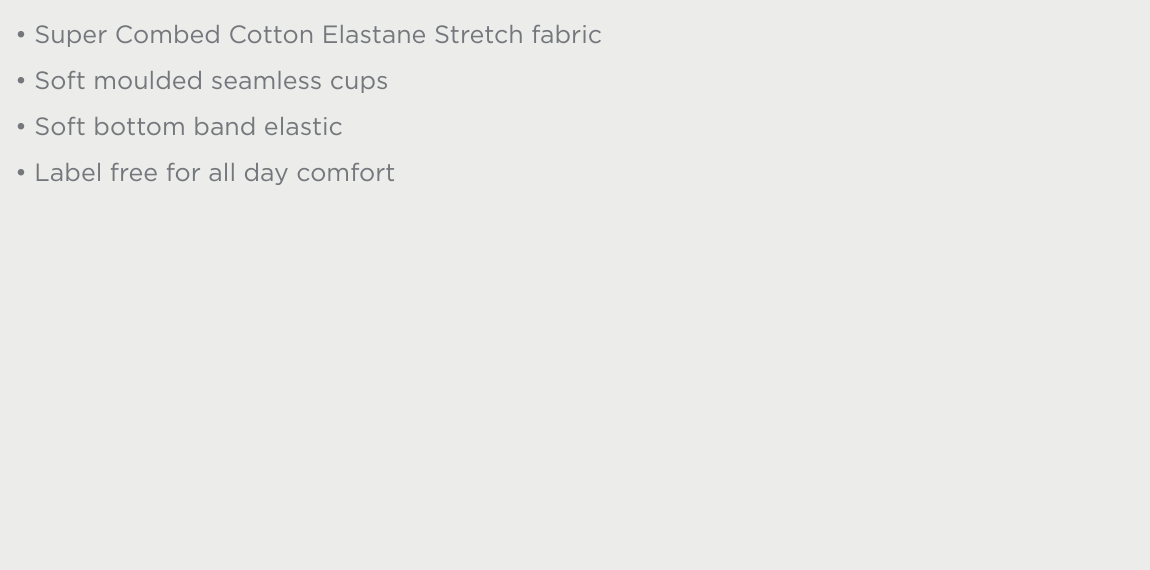 • Super Combed Cotton Elastane Stretch fabric
• Soft moulded seamless cups
• Soft bottom band elastic
• Label free for all day comfort